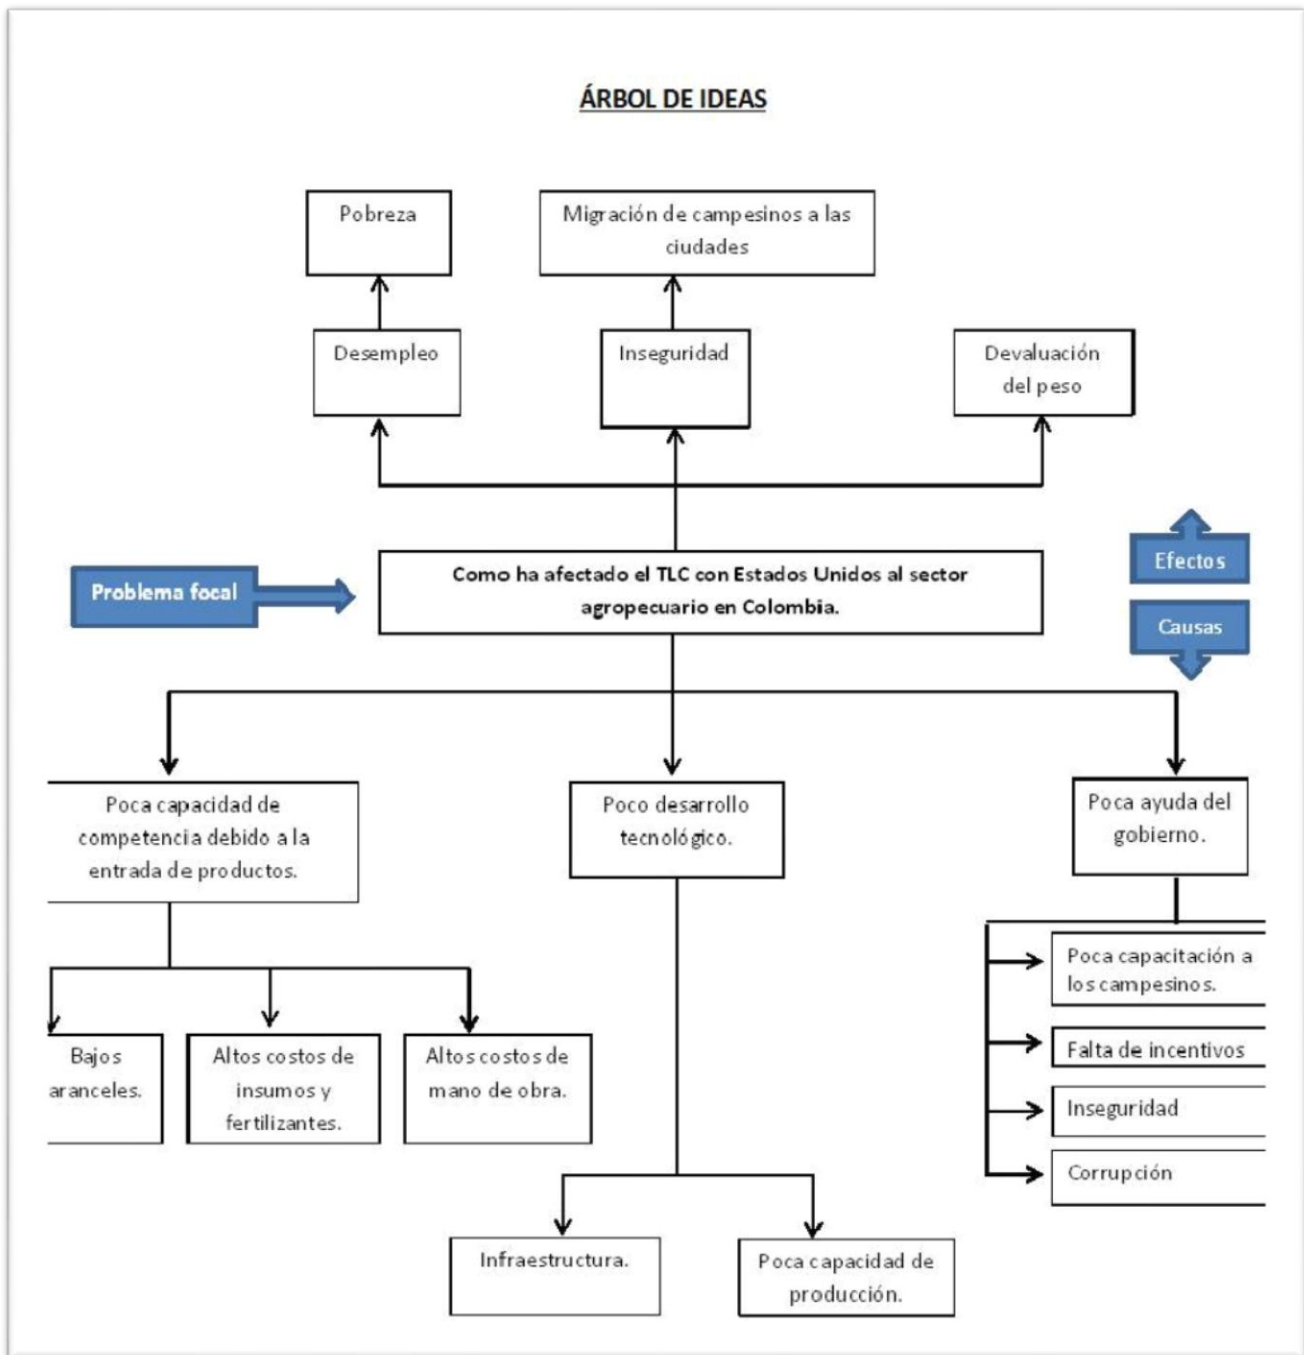 ÁRBOL DE IDEAS
Pobreza
Migración de campesinos a las
ciudades
Desempleo
Inseguridad
Devaluación
del peso
Problema focal
Como ha afectado el TLC con Estados Unidos al sector
agropecuario en Colombia.
Efectos
Causas
Poca capacidad de
competencia debido a la
entrada de productos.
Poco desarrollo
tecnológico.
Poca ayuda del
gobierno.
Bajos
aranceles.
Altos costos de
insumos y
fertilizantes.
Altos costos de
mano de obra.
Poca capacitación a
los campesinos.
Falta de incentivos
Inseguridad
Corrupción
Infraestructura.
Poca capacidad de
producción.